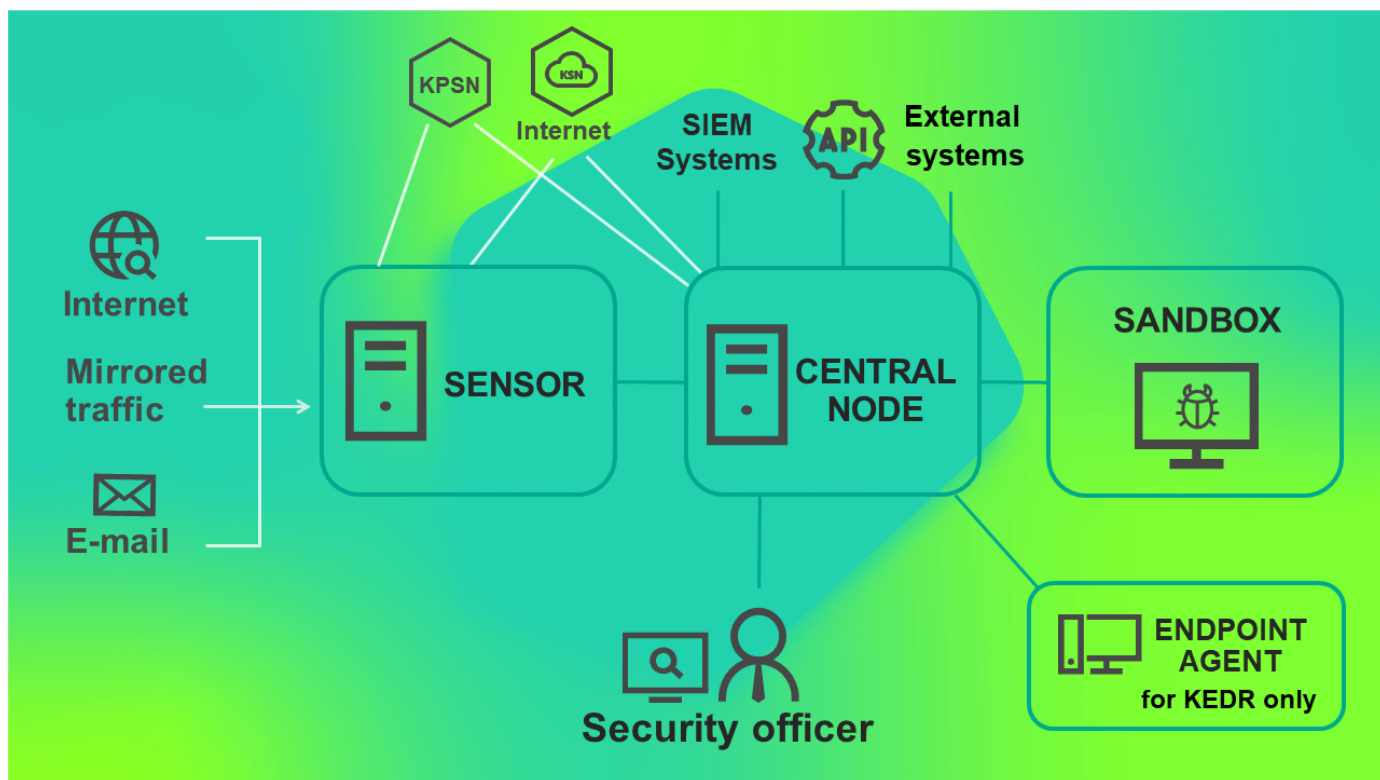 KPSN
KSN
Internet
SIEM
Systems
API
External
systems
Internet
Mirrored
traffic
E-mail
SENSOR
CENTRAL
NODE
SANDBOX
ENDPOINT
AGENT
for KEDR only
Security officer